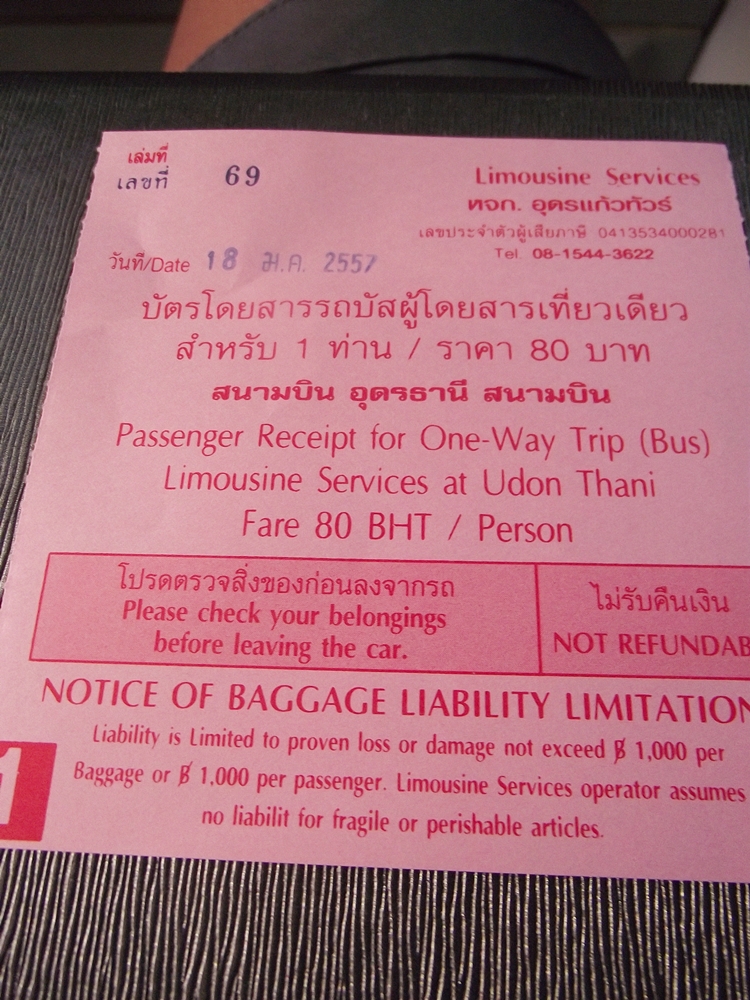 เล่มที่
เลขที่ 69
Limousine Services
หจก. อุดรแก้วทัวร์
เลขประจำตัวผู้เสียภาษี 0413534000281
Tel. 08-1544-3622
วันที่/Date 18 ม.ค. 2557
บัตรโดยสารรถบัสผู้โดยสารเที่ยวเดียว
สำหรับ 1 ท่าน / ราคา 80 บาท
สนามบิน อุดรธานี สนามบิน
Passenger Receipt for One-Way Trip (Bus)
Limousine Services at Udon Thani
Fare 80 BHT / Person
โปรดตรวจสิ่งของก่อนลงจากรถ
Please check your belongings
before leaving the car.
ไม่รับคืนเงิน
NOT REFUNDAB
NOTICE OF BAGGAGE LIABILITY LIMITATION
Liability is Limited to proven loss or damage not exceed ฿ 1,000 per
Baggage or ฿ 1,000 per passenger. Limousine Services operator assumes
no liabilit for fragile or perishable articles.
1